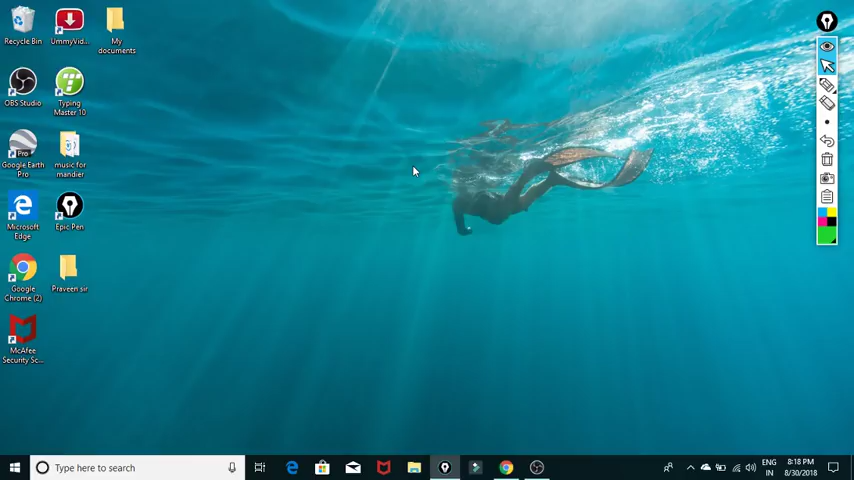 Recycle Bin
UmmyVid...
My
documents
OBS Studio
Typing
Master 10
Pro
Google Earth
Pro
music for
mandier
Microsoft
Edge
Epic Pen
Google
Chrome (2)
Praveen sir
McAfee
Security Sc...
Type here to search
ENG
IN
8:18 PM
8/30/2018